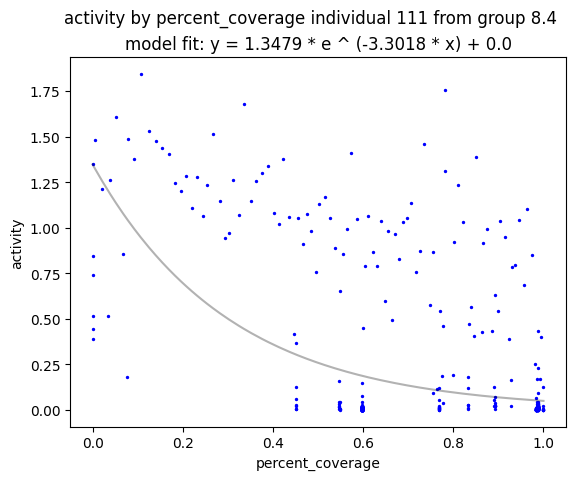 activity by percent_coverage individual 111 from group 8.4
model fit: y = 1.3479 * e ^ (-3.3018 * x) + 0.0
1.75
1.50
1.25
1.00
0.75
0.50
0.25
0.00
activity
0.0 0.2 0.4 0.6 0.8 1.0
percent_coverage